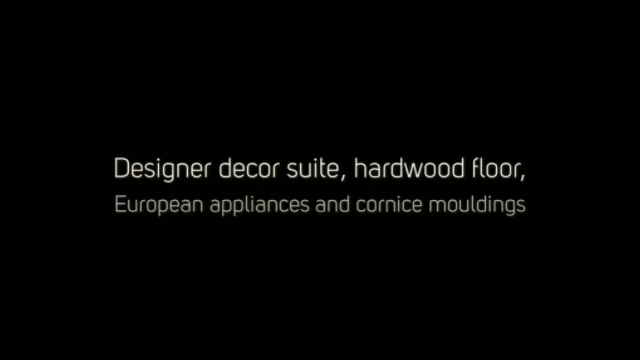 Designer decor suite, hardwood floor,
European appliances and cornice mouldings